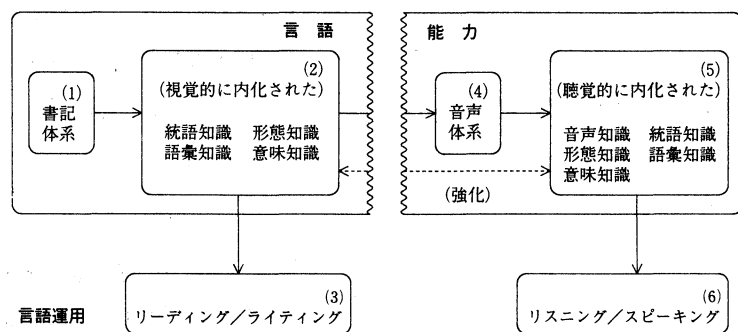 言語 能力
(1)
書記
体系
(2)
(視覚的に内化された)
統語知識 形態知識
語彙知識 意味知識
(4)
音声
体系
(5)
(聴覚的に内化された)
音声知識 統語知識
形態知識 語彙知識
意味知識
(強化)
言語運用
(3)
リーディング/ライティング
(6)
リスニング/スピーキング